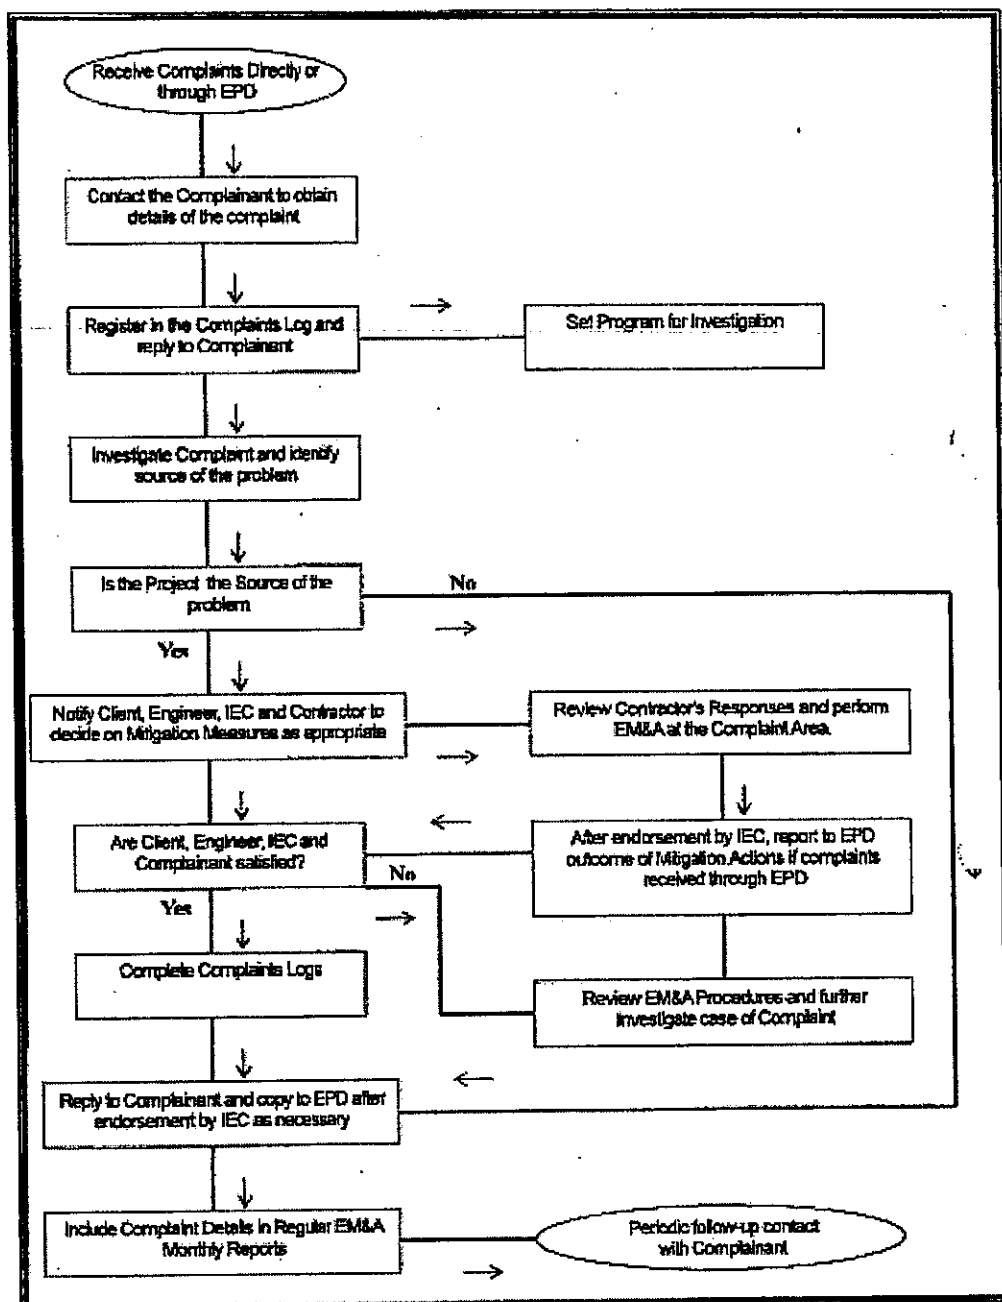 Receive Complaints Directly or
through EPD
Contact the Complainant to obtain
details of the complaint
Register in the Complaints Log and
reply to Complainant
Set Program for Investigation
Investigate Complaint and identify
source of the problem
Is the Project the Source of the
problem
No
Yes
Notify Client, Engineer, IEC and Contractor to
decide on Mitigation Measures as appropriate
Review Contractor's Responses and perform
EM&A at the Complaint Area.
Are Client, Engineer, IEC and
Complainant satisfied?
After endorsement by IEC, report to EPD
outcome of Mitigation Actions if complaints
received through EPD
No
Yes
Complete Complaints Logs
Review EM&A Procedures and further
investigate case of Complaint
Reply to Complainant and copy to EPD after
endorsement by IEC as necessary
Include Complaint Details in Regular EM&A
Monthly Reports
Periodic follow-up contact
with Complainant